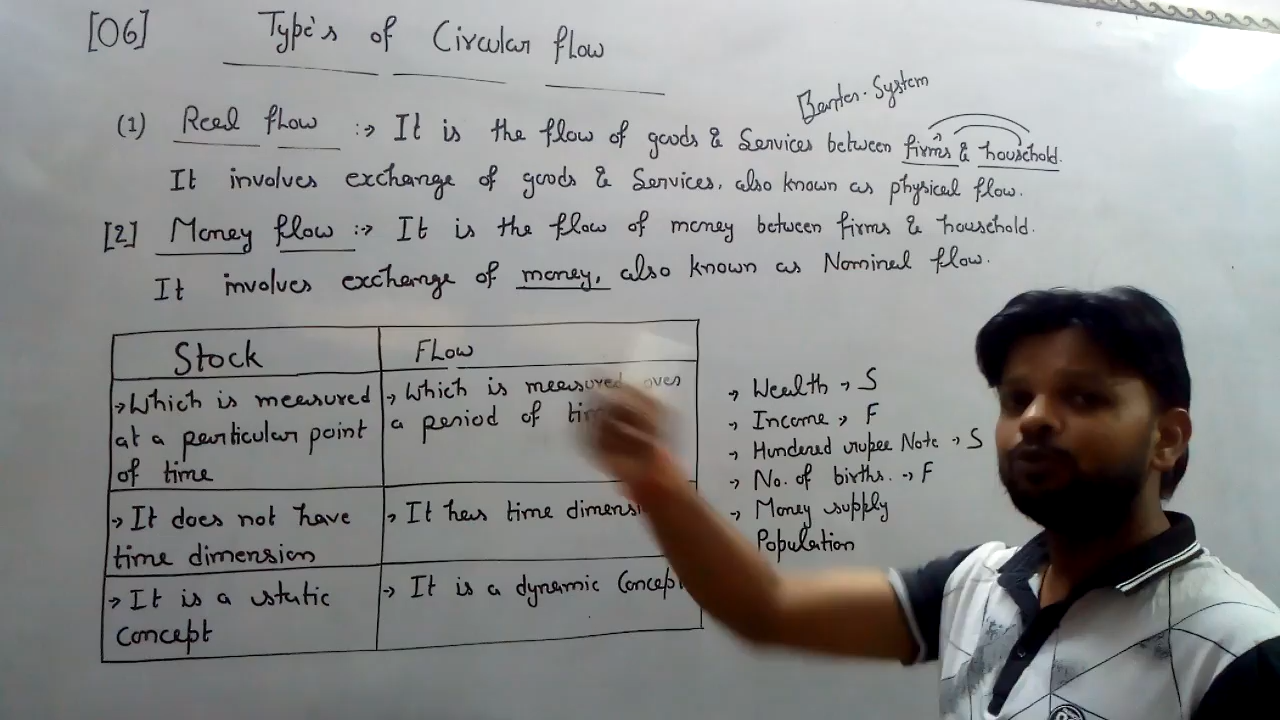 [06] Type's of Circular flow
Barter System
(1) Real flow :→ It is the flow of goods & Services between firms & household.
It involves exchange of goods & Services, also known as physical flow.
[2] Money flow :→ It is the flow of money between firms & household.
It involves exchange of money, also known as Nominal flow.
Stock
→ Which is measured
at a particular point
of time
→ It does not have
time dimension
→ It is a static
Concept
Flow
→ Which is measured over
a period of
→ It has time
→ It is a dynamic Concept
→ Wealth → S
→ Income → F
→ Hundered rupee Note → S
→ No. of births. → F
→ Money supply
Population